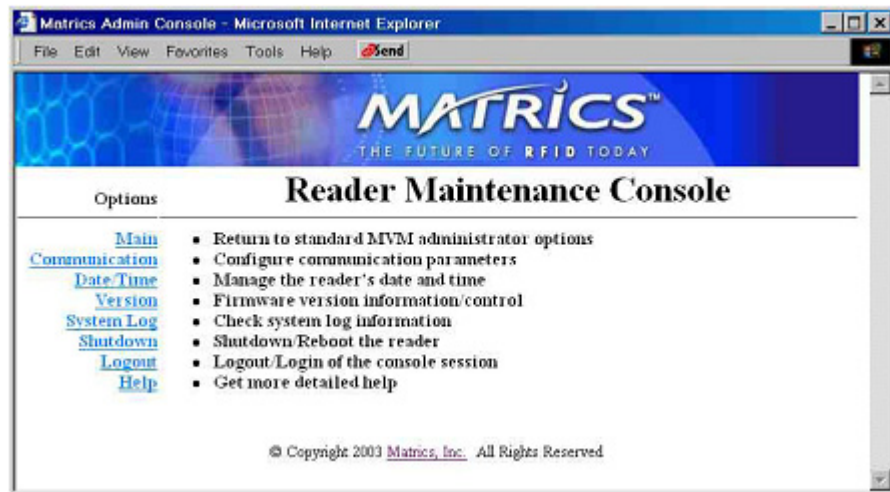 Matrics Admin Console - Microsoft Internet Explorer
File Edit View Favorites Tools Help Send
MATRICS™
THE FUTURE OF RFID TODAY
Options
Reader Maintenance Console
Main • Return to standard MVM administrator options
Communication • Configure communication parameters
Date/Time • Manage the reader's date and time
Version • Firmware version information/control
System Log • Check system log information
Shutdown • Shutdown/Reboot the reader
Logout • Logout/Login of the console session
Help • Get more detailed help
© Copyright 2003 Matrics, Inc. All Rights Reserved